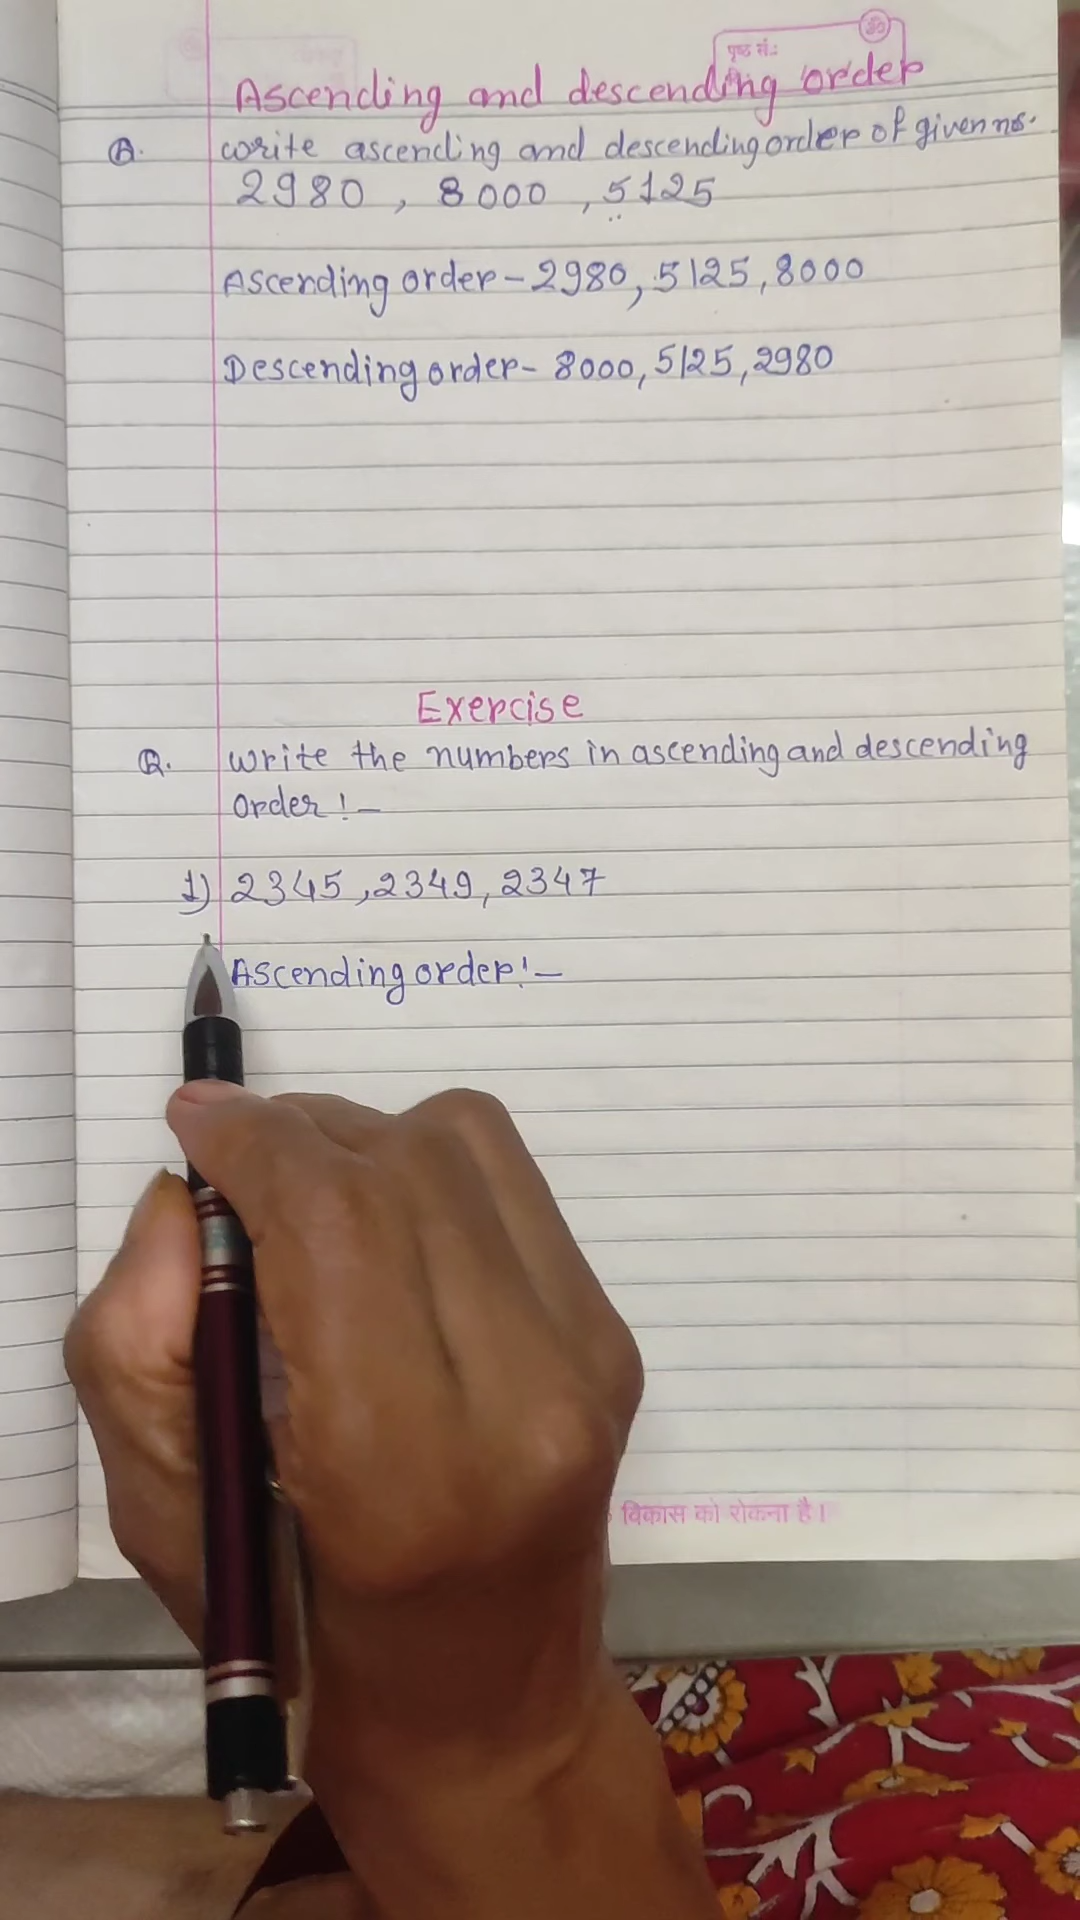 पृष्ठ सं.:
Ascending and descending order
Q. write ascending and descending order of given no.
2980, 8000, 5125
Ascending order - 2980, 5125, 8000
Descending order - 8000, 5125, 2980
Exercise
Q. Write the numbers in ascending and descending
order :-
1) 2345, 2349, 2347
Ascending order :-
विकास को रोकना है।